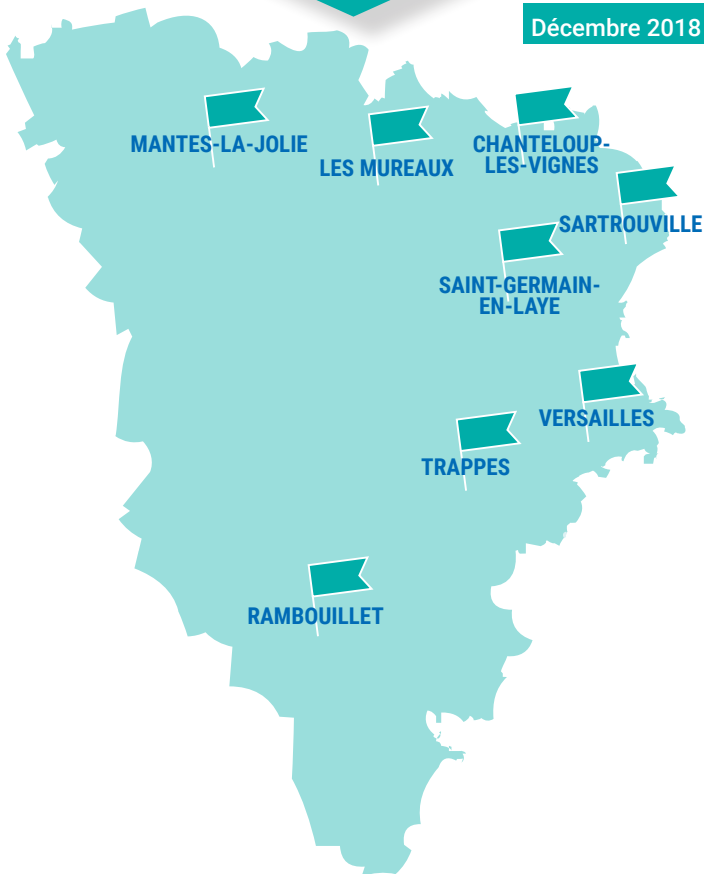 Décembre 2018
MANTES-LA-JOLIE
LES MUREAUX
CHANTELOUP-
LES-VIGNES
SARTROUVILLE
SAINT-GERMAIN-
EN-LAYE
VERSAILLES
TRAPPES
RAMBOUILLET